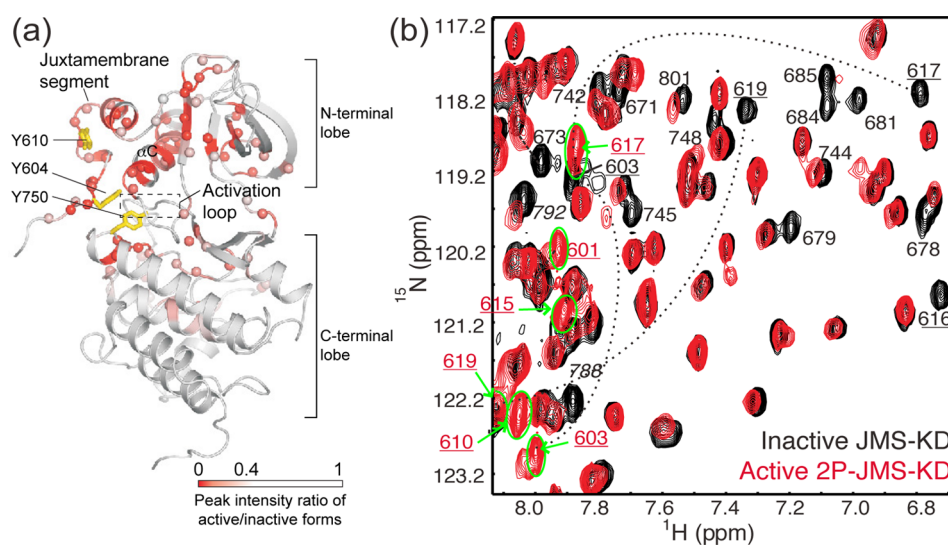 (a)
Juxtamembrane
segment
Y610
αC
Y604
Y750
Activation
loop
N-terminal
lobe
C-terminal
lobe
0 0.4 1
Peak intensity ratio of
active/inactive forms
(b)
117.2
118.2
119.2
120.2
121.2
122.2
123.2
15N (ppm)
742
671
801
619
685
617
684
681
673
617
748
603
744
792
745
679
678
601
615
616
788
619
610
603
Inactive JMS-KD
Active 2P-JMS-KD
8.0 7.8 7.6 7.4 7.2 7.0 6.8
1H (ppm)